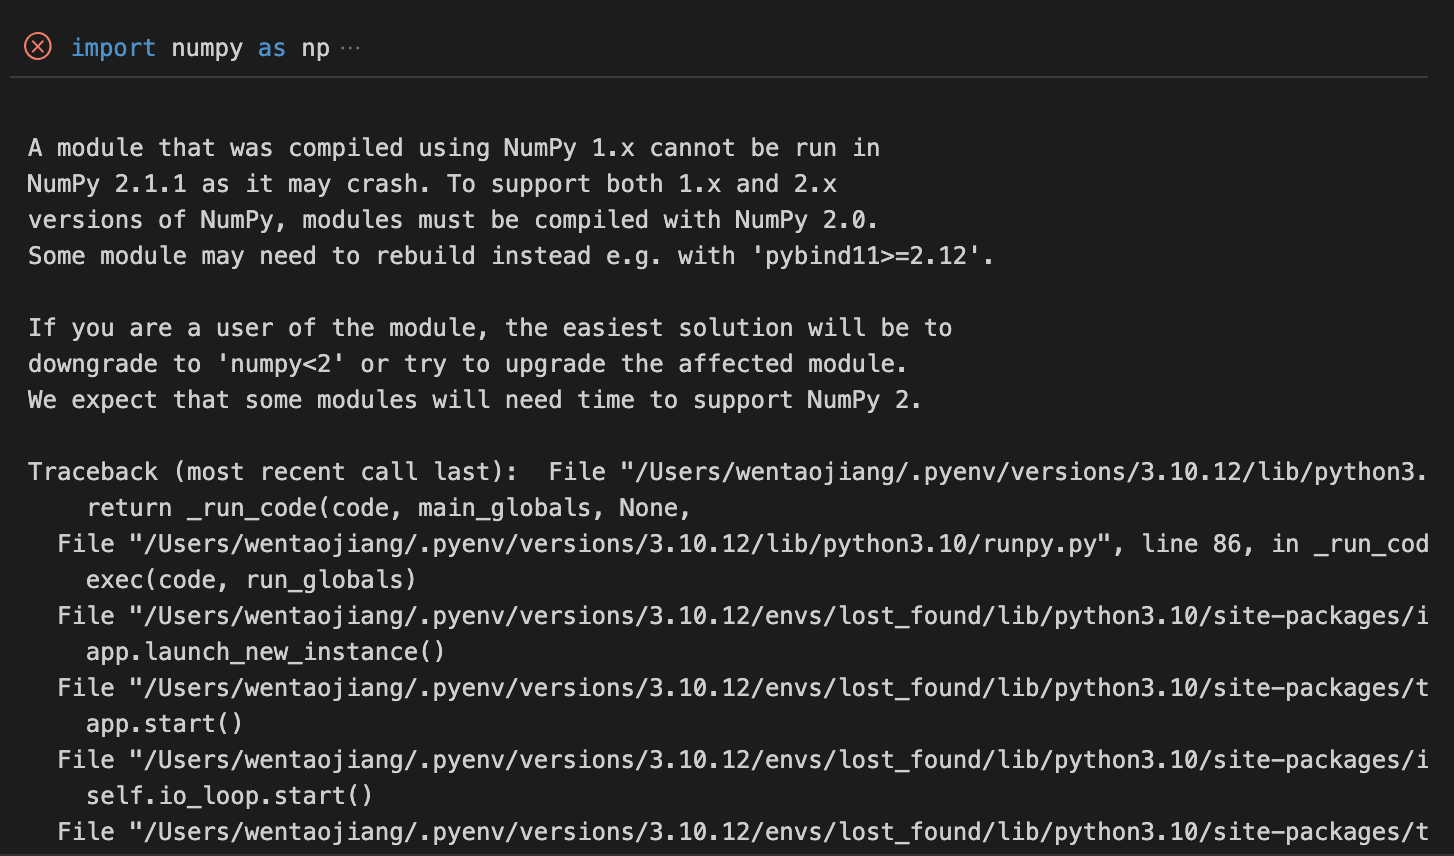 import numpy as np ···
A module that was compiled using NumPy 1.x cannot be run in
NumPy 2.1.1 as it may crash. To support both 1.x and 2.x
versions of NumPy, modules must be compiled with NumPy 2.0.
Some module may need to rebuild instead e.g. with 'pybind11>=2.12'.
If you are a user of the module, the easiest solution will be to
downgrade to 'numpy<2' or try to upgrade the affected module.
We expect that some modules will need time to support NumPy 2.
Traceback (most recent call last):  File "/Users/wentaojiang/.pyenv/versions/3.10.12/lib/python3.
    return _run_code(code, main_globals, None,
  File "/Users/wentaojiang/.pyenv/versions/3.10.12/lib/python3.10/runpy.py", line 86, in _run_cod
    exec(code, run_globals)
  File "/Users/wentaojiang/.pyenv/versions/3.10.12/envs/lost_found/lib/python3.10/site-packages/i
    app.launch_new_instance()
  File "/Users/wentaojiang/.pyenv/versions/3.10.12/envs/lost_found/lib/python3.10/site-packages/t
    app.start()
  File "/Users/wentaojiang/.pyenv/versions/3.10.12/envs/lost_found/lib/python3.10/site-packages/i
    self.io_loop.start()
  File "/Users/wentaojiang/.pyenv/versions/3.10.12/envs/lost_found/lib/python3.10/site-packages/t